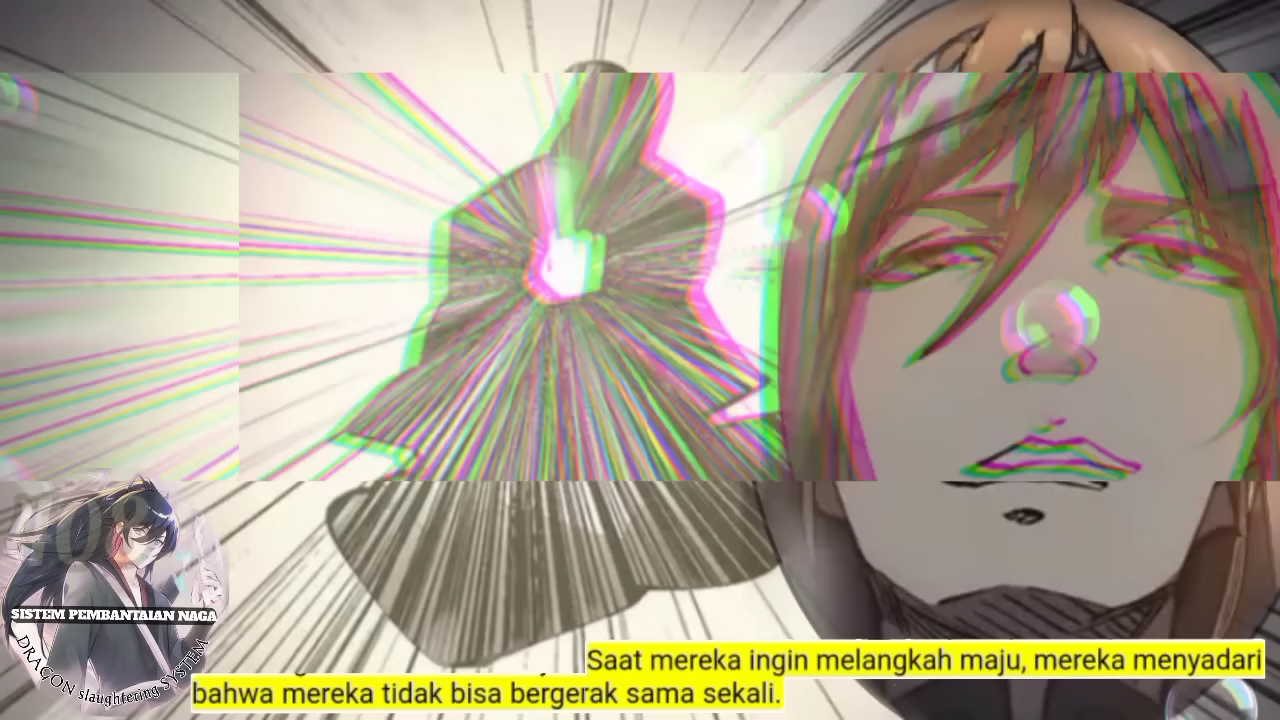 SISTEM PEMBANTAIAN NAGA
DRAGON slaughtering SYSTEM
Saat mereka ingin melangkah maju, mereka menyadari
bahwa mereka tidak bisa bergerak sama sekali.